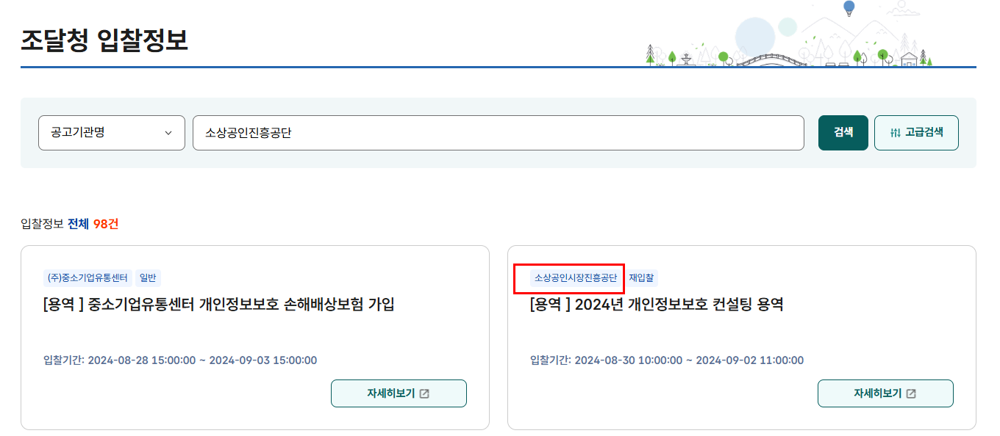 조달청 입찰정보
공고기관명
소상공인진흥공단
검색
고급검색
입찰정보 전체 98건
(주)중소기업유통센터 일반
[용역 ] 중소기업유통센터 개인정보보호 손해배상보험 가입
입찰기간: 2024-08-28 15:00:00 ~ 2024-09-03 15:00:00
자세히보기
소상공인시장진흥공단 재입찰
[용역 ] 2024년 개인정보보호 컨설팅 용역
입찰기간: 2024-08-30 10:00:00 ~ 2024-09-02 11:00:00
자세히보기